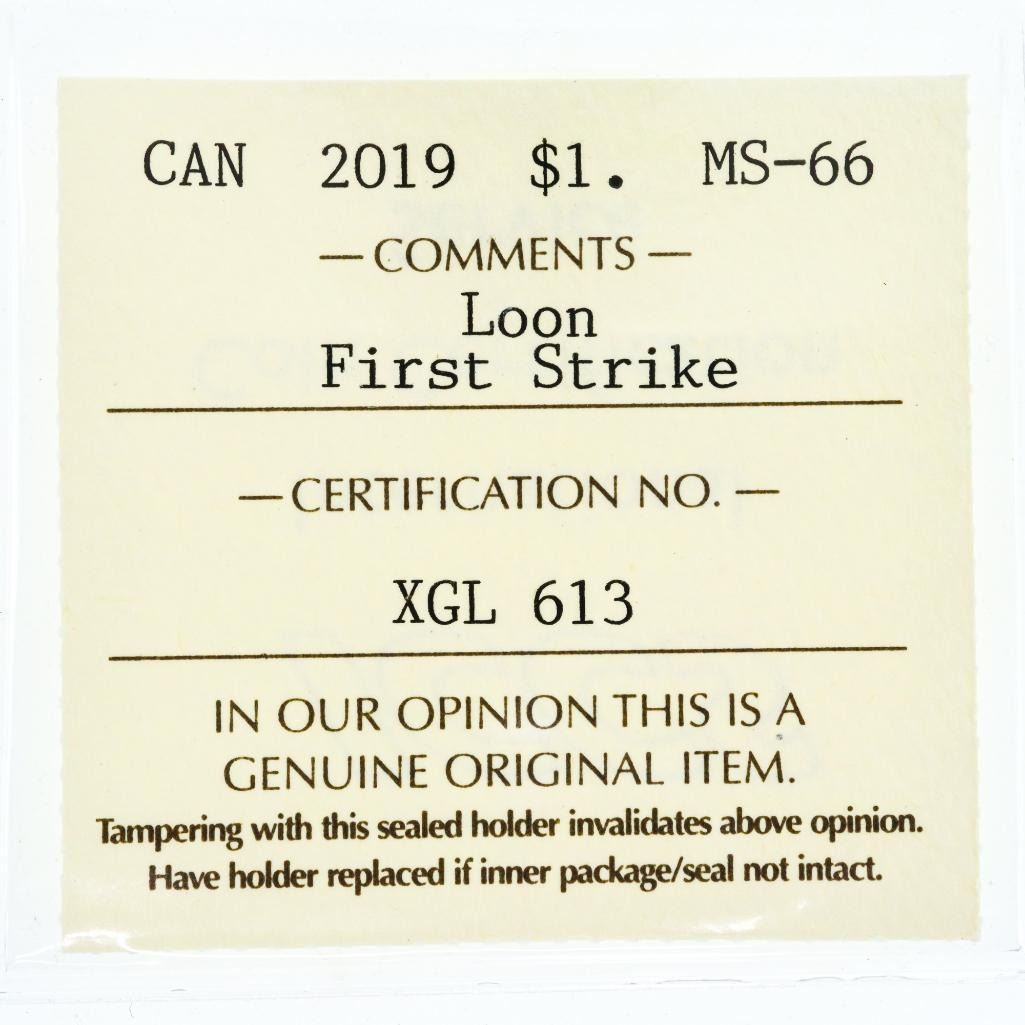 CAN 2019 $1. MS-66
— COMMENTS —
Loon
First Strike
— CERTIFICATION NO. —
XGL 613
IN OUR OPINION THIS IS A
GENUINE ORIGINAL ITEM.
Tampering with this sealed holder invalidates above opinion.
Have holder replaced if inner package/seal not intact.